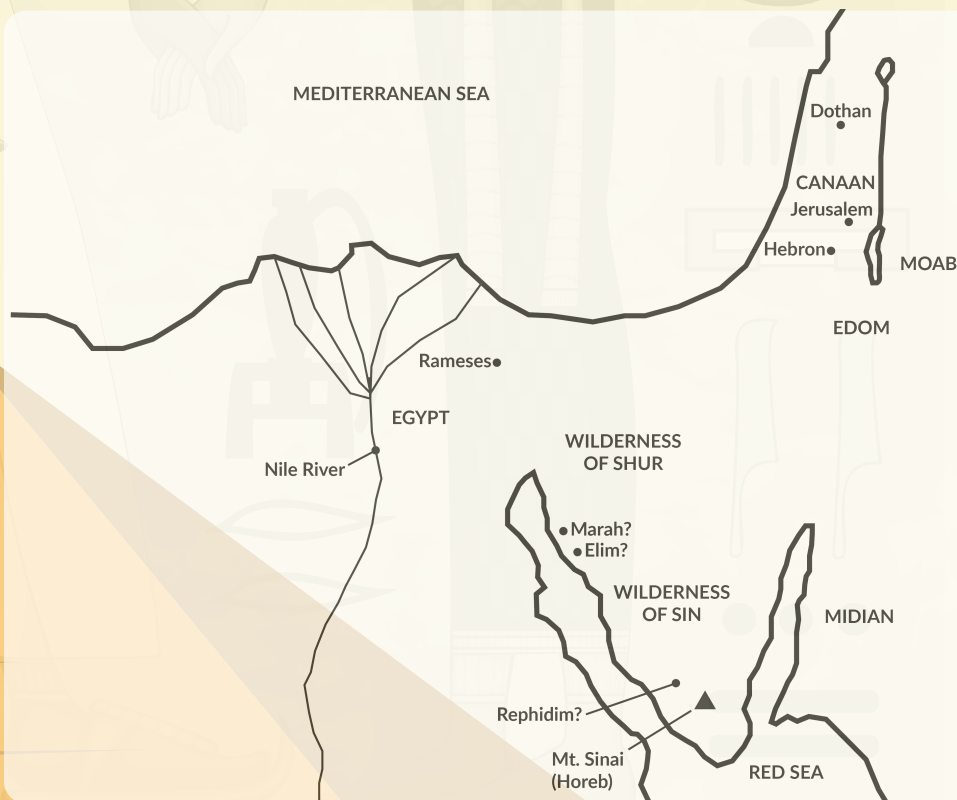 MEDITERRANEAN SEA
Dothan
CANAAN
Jerusalem
Hebron
MOAB
EDOM
Rameses
EGYPT
WILDERNESS
OF SHUR
Nile River
Marah?
Elim?
WILDERNESS
OF SIN
MIDIAN
Rephidim?
Mt. Sinai
(Horeb)
RED SEA